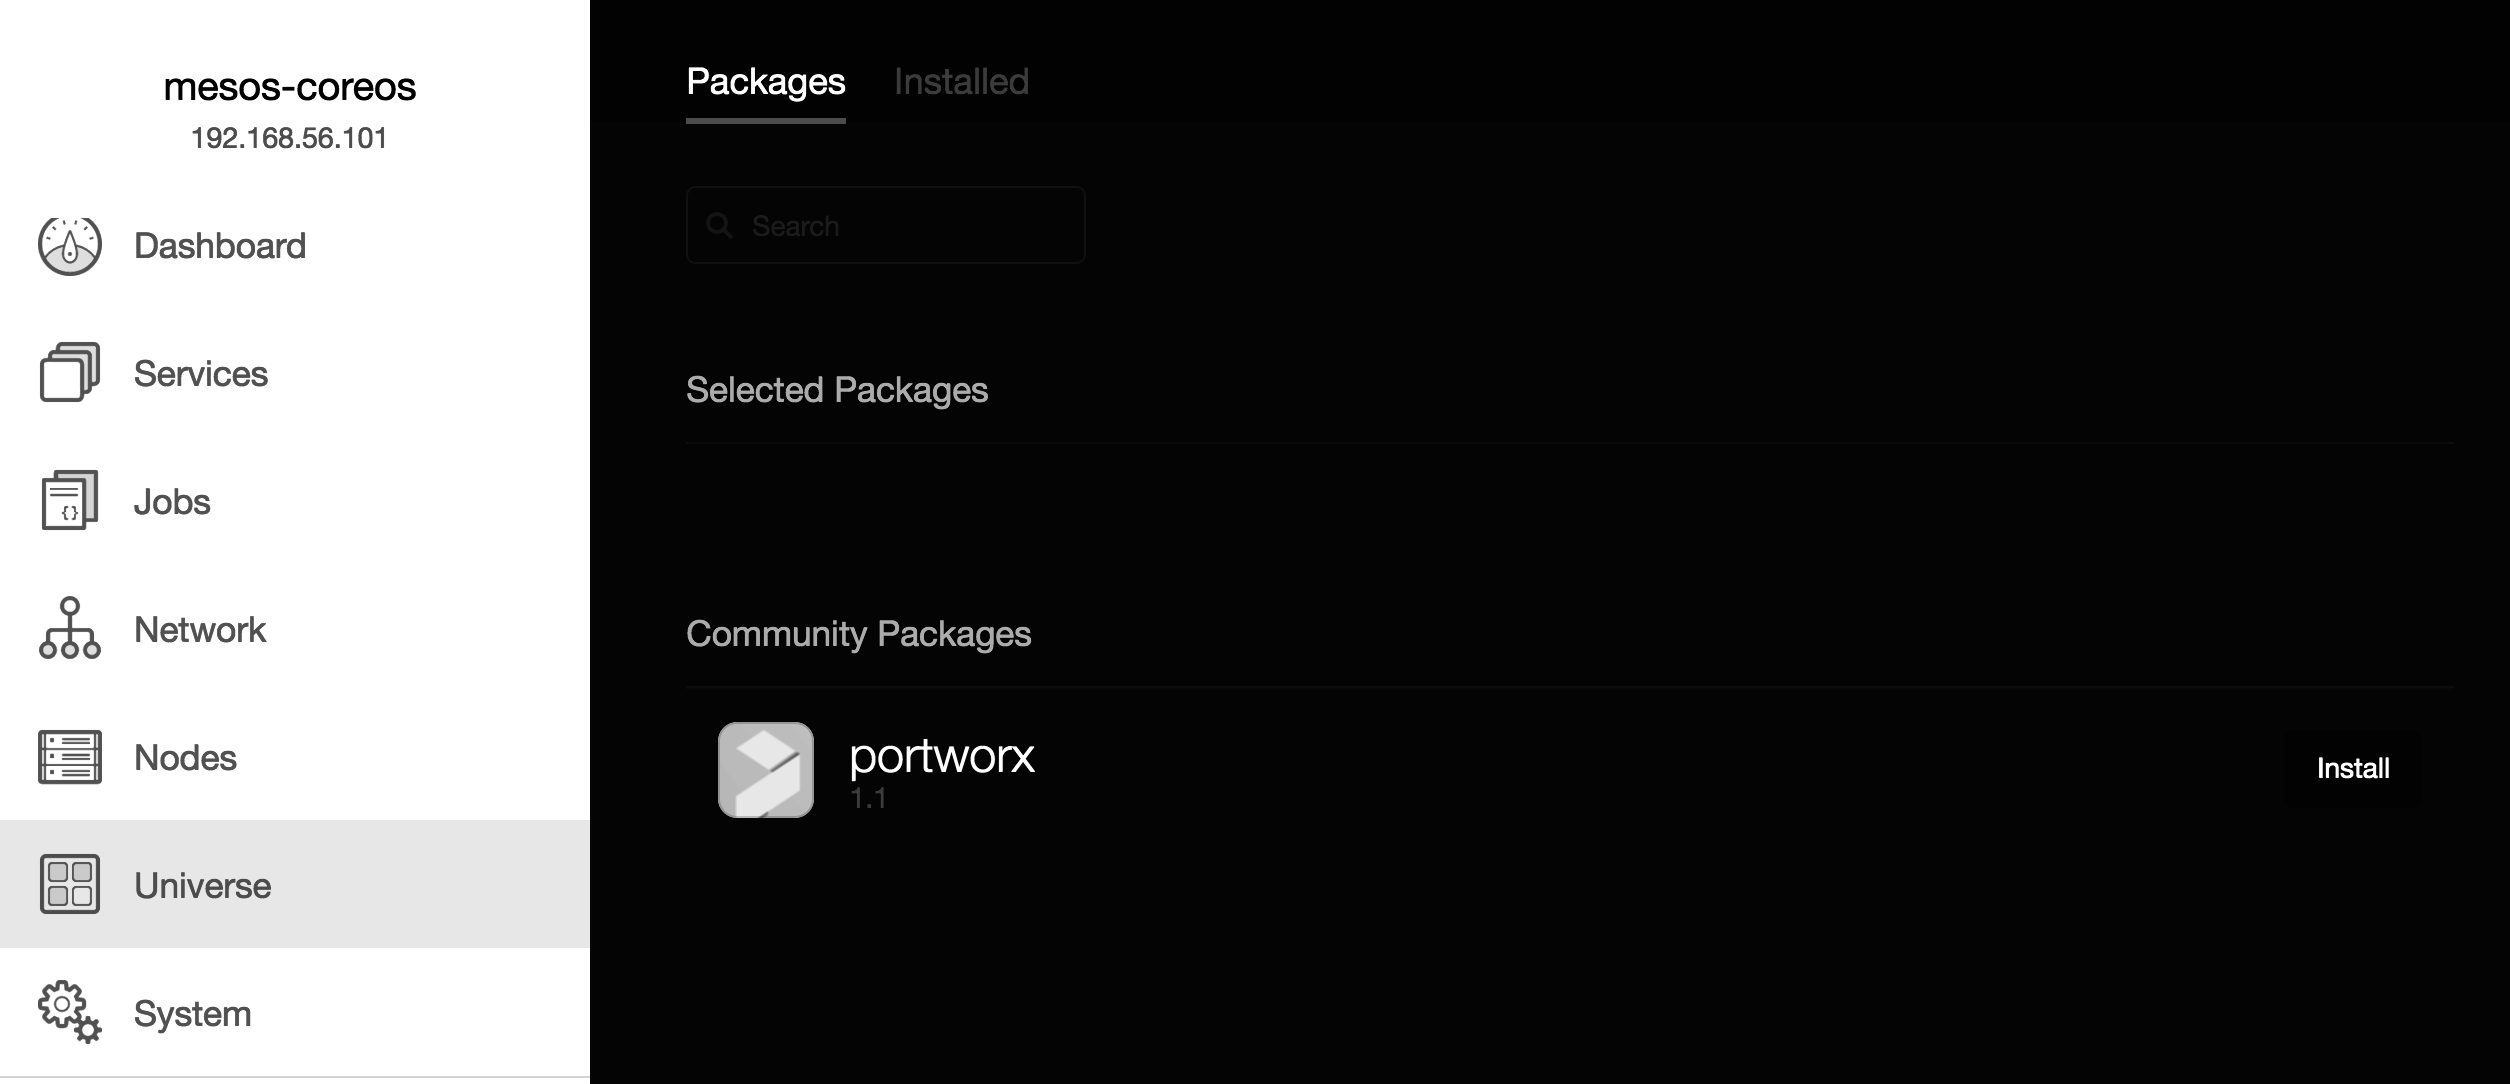 mesos-coreos
192.168.56.101
Dashboard
Services
Jobs
Network
Nodes
Universe
System
Packages
Installed
Search
Selected Packages
Community Packages
portworx
1.1
Install